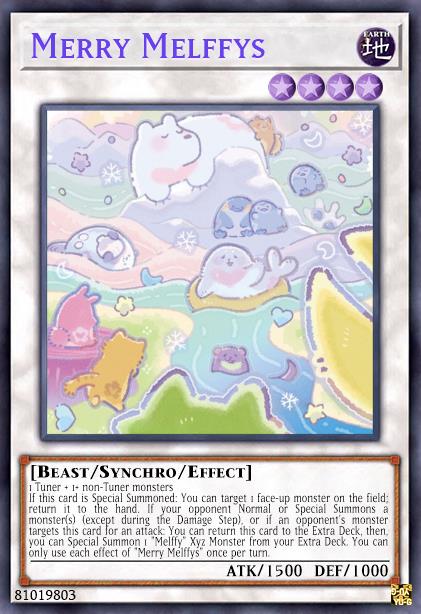 MERRY MELFFYS
EARTH
地
[BEAST/SYNCHRO/EFFECT]
1 Tuner + 1+ non-Tuner monsters
If this card is Special Summoned: You can target 1 face-up monster on the field;
return it to the hand. If your opponent Normal or Special Summons a
monster(s) (except during the Damage Step), or if an opponent's monster
targets this card for an attack: You can return this card to the Extra Deck, then,
you can Special Summon 1 "Melffy" Xyz Monster from your Extra Deck. You can
only use each effect of "Merry Melffys" once per turn.
ATK/1500 DEF/1000
81019803